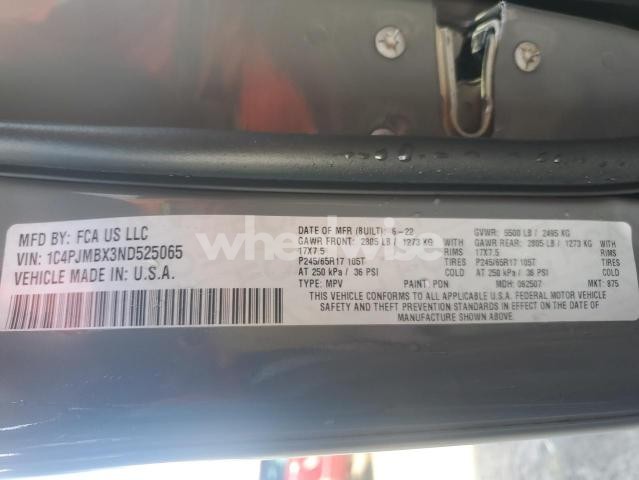 MFD BY: FCA US LLC
VIN: 1C4PJMBX3ND525065
VEHICLE MADE IN U.S.A.
DATE OF MFR (BUILT): 6-22 GVWR: 5500 LB / 2495 KG
GAWR FRONT: 2805 LB / 1273 KG GAWR REAR: 2805 LB / 1273 KG
17X7.5 RIMS 17X7.5 RIMS
P245/65R17 105T TIRES P245/65R17 105T TIRES
AT 250 kPa / 36 PSI COLD AT 250 kPa / 36 PSI COLD
TYPE: MPV PAINT: PDN MDH: 062507 MKT: 875
THIS VEHICLE CONFORMS TO ALL APPLICABLE U.S.A. FEDERAL MOTOR VEHICLE
SAFETY AND THEFT PREVENTION STANDARDS IN EFFECT ON THE DATE OF
MANUFACTURE SHOWN ABOVE.
wheelwise